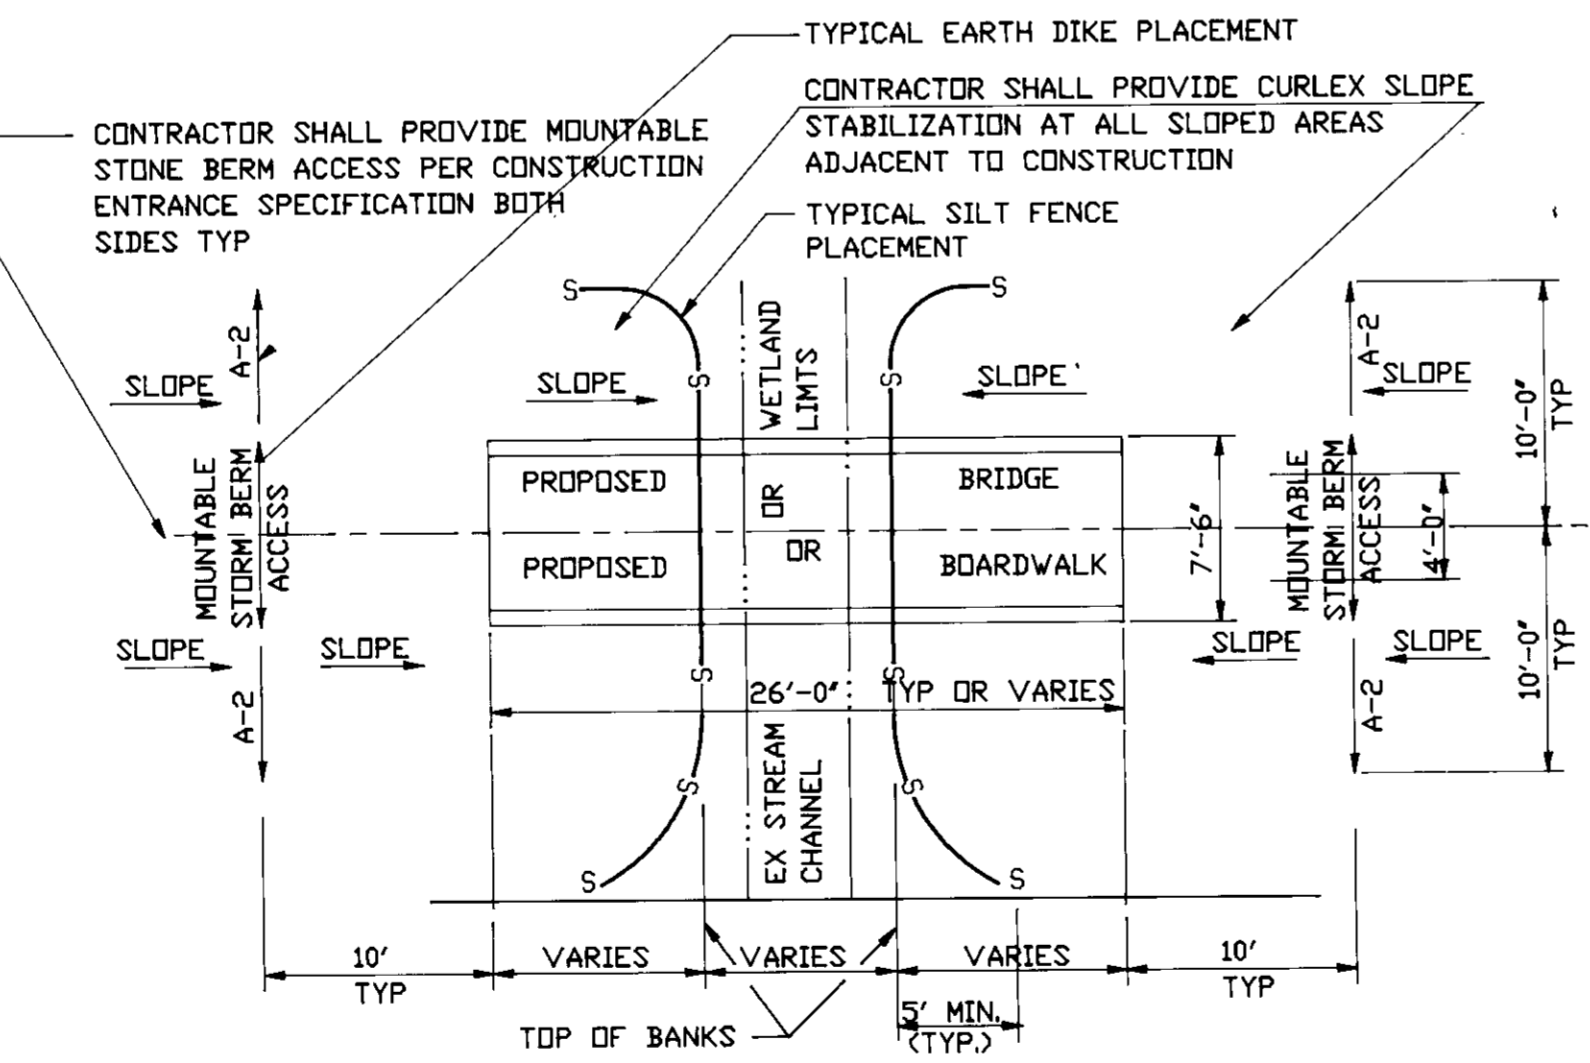 TYPICAL EARTH DIKE PLACEMENT
CONTRACTOR SHALL PROVIDE CURLEX SLOPE
STABILIZATION AT ALL SLOPED AREAS
ADJACENT TO CONSTRUCTION
CONTRACTOR SHALL PROVIDE MOUNTABLE
STONE BERM ACCESS PER CONSTRUCTION
ENTRANCE SPECIFICATION BOTH
SIDES TYP
TYPICAL SILT FENCE
PLACEMENT
S
S
A-2
WETLAND
LIMTS
A-2
SLOPE
SLOPE
S
S
SLOPE
SLOPE
10'-0"
TYP
MOUNTABLE
STORM BERM
ACCESS
PROPOSED
OR
BRIDGE
PROPOSED
OR
BOARDWALK
7'-6"
MOUNTABLE
STORM BERM
ACCESS
4'-0"
SLOPE
SLOPE
S
S
SLOPE
SLOPE
10'-0"
TYP
A-2
26'-0" TYP OR VARIES
A-2
S
S
EX STREAM
CHANNEL
S
S
10'
TYP
VARIES
VARIES
VARIES
10'
TYP
5' MIN.
(TYP.)
TOP OF BANKS